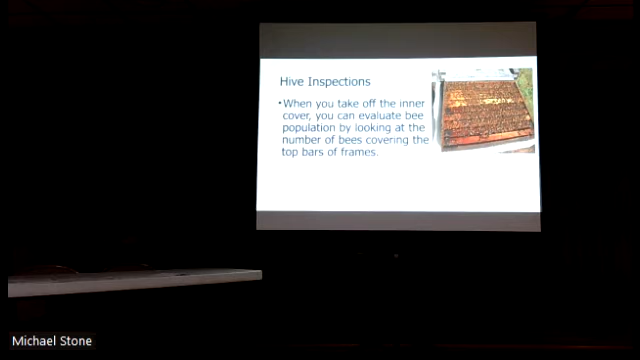 Hive Inspections
•When you take off the inner
cover, you can evaluate bee
population by looking at the
number of bees covering the
top bars of frames.
Michael Stone